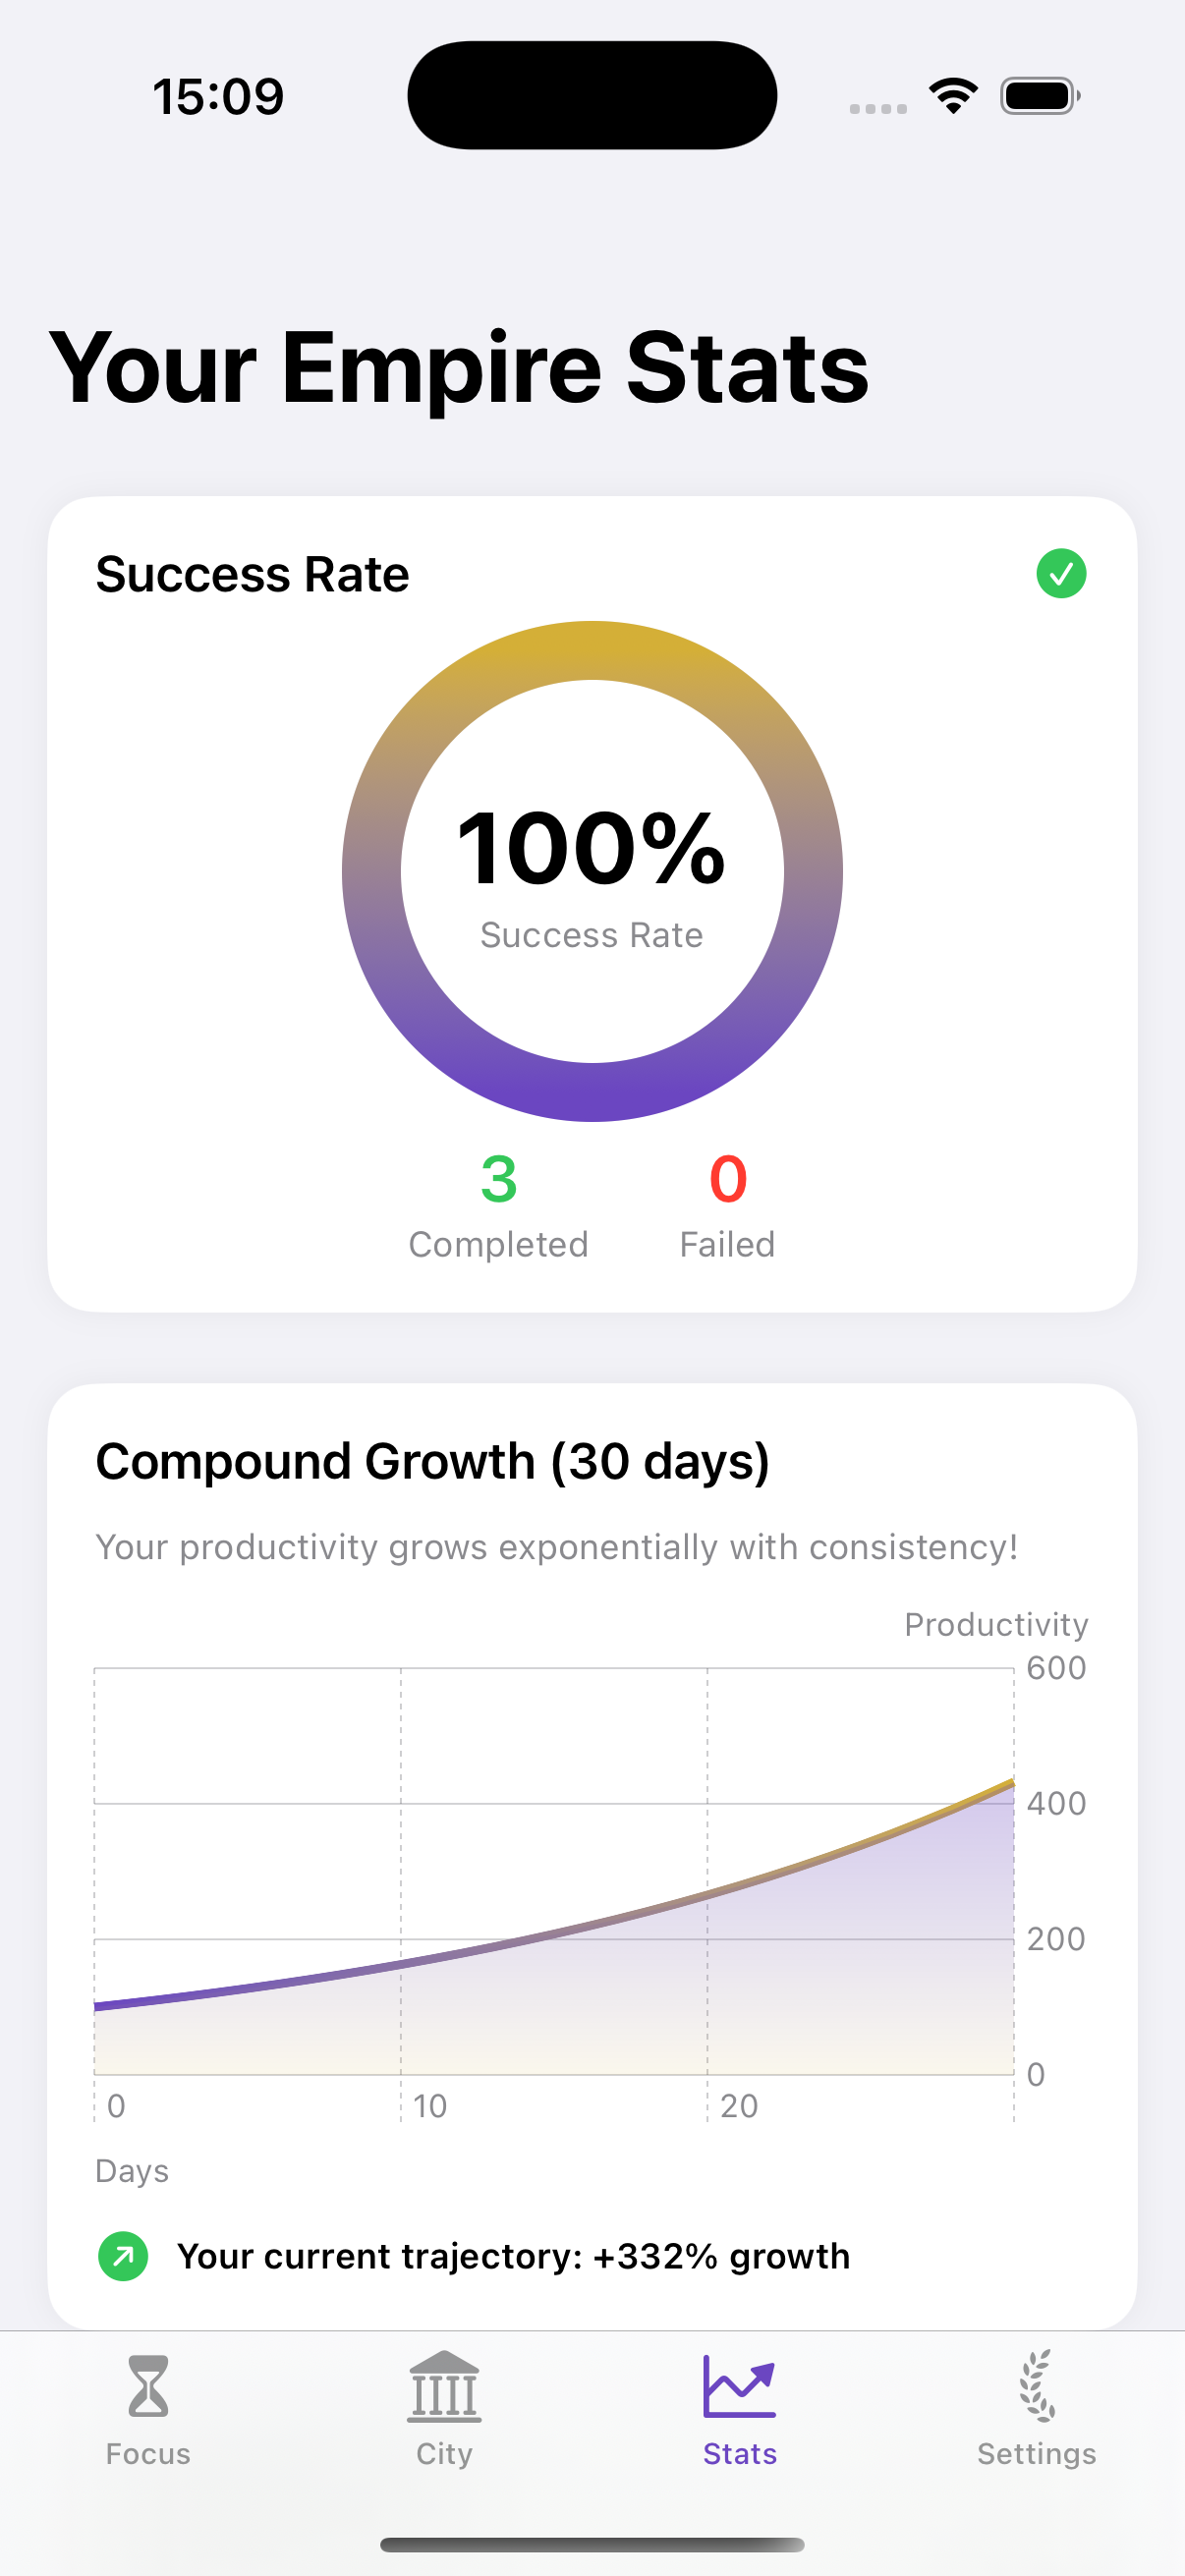 15:09
Your Empire Stats
Success Rate
100%
Success Rate
3 0
Completed Failed
Compound Growth (30 days)
Your productivity grows exponentially with consistency!
Productivity
600
400
200
0
0 10 20
Days
Your current trajectory: +332% growth
Focus City Stats Settings